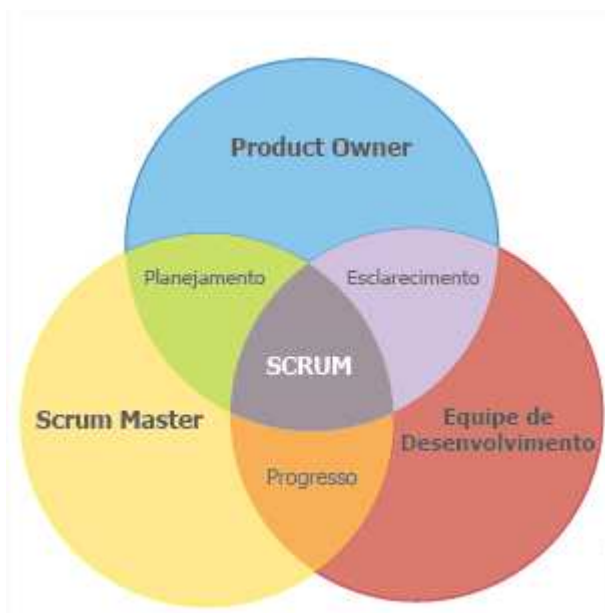 Product Owner
Planejamento
Esclarecimento
SCRUM
Scrum Master
Equipe de
Desenvolvimento
Progresso